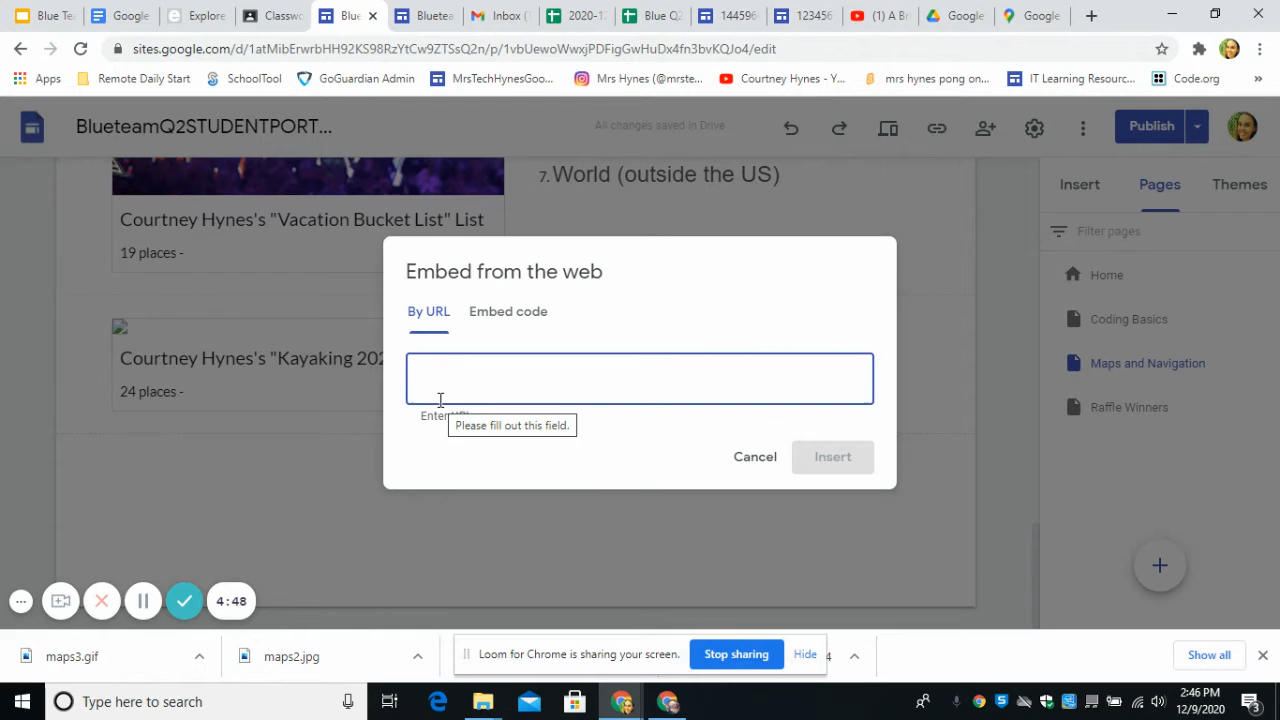 Blue Te
Google
Explore
Classw
Blue
Blueteam
Inbox (
2020-1
Blue Q2
144596
123456
(1) A B
Google
Google
sites.google.com/d/1atMibErwrbHH92KS98RzYtCw9ZTSsQ2n/p/1vbUewoWwxjPDFigGwHuDx4fn3bvKQJo4/edit
Apps
Remote Daily Start
SchoolTool
GoGuardian Admin
MrsTechHynesGoo...
Mrs Hynes (@mrste...
Courtney Hynes - Y...
mrs hynes pong on...
IT Learning Resourc...
Code.org
»
BlueteamQ2STUDENTPORT...
All changes saved in Drive
Publish
7. World (outside the US)
Insert
Pages
Themes
Courtney Hynes's "Vacation Bucket List" List
19 places -
Filter pages
Home
Coding Basics
Maps and Navigation
Raffle Winners
Embed from the web
By URL
Embed code
Courtney Hynes's "Kayaking 202
24 places -
Please fill out this field.
Cancel
Insert
4:48
maps3.gif
maps2.jpg
Loom for Chrome is sharing your screen.
Stop sharing
Hide
4
Show all
Type here to search
2:46 PM
12/9/2020
3